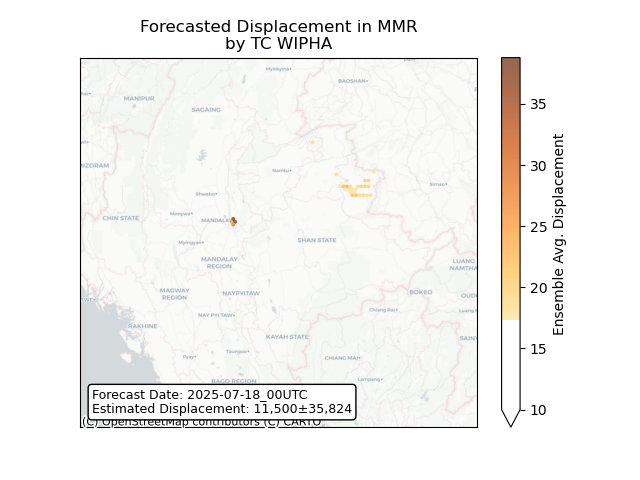 Forecasted Displacement in MMR
by TC WIPHA
Myitkyina+
BAOSHAN+
MANIPUR
SAGAING
Namtu+
Simao+
MIZORAM
Shwebo+
CHIN STATE
Monywa+
MANDALAY
Myingyan+
SHAN STATE
MANDALAY
REGION
LUANG
NAMTHA
MAGWAY
REGION
NAYPYITAW
BOKEO
OUDO
NAY PYI TAW+
Chiang Rai+
Luang
RAKHINE
KAYAH STATE
SAINY
Pyay+
Taungoo+
CHIANG MAI+
BAGO REGION
Lampang+
Forecast Date: 2025-07-18_00UTC
Estimated Displacement: 11,500±35,824
(C) OpenStreetMap contributors (C) CARTO
35
30
25
20
15
10
Ensemble Avg. Displacement